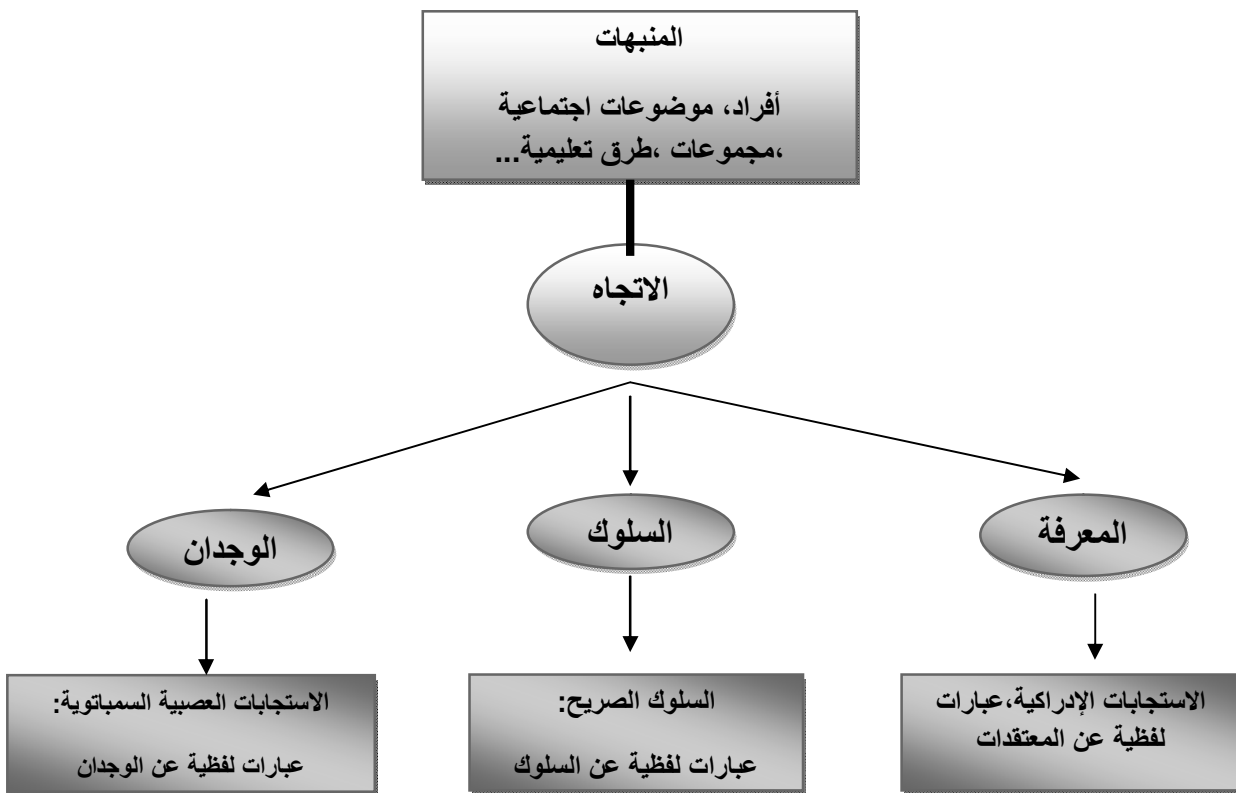 المنبهات
أفراد، موضوعات اجتماعية
،مجموعات ،طرق تعليمية...
الاتجاه
المعرفة
السلوك
الوجدان
الاستجابات الإدراكية،عبارات
لفظية عن المعتقدات
السلوك الصريح:
عبارات لفظية عن السلوك
الاستجابات العصبية السمباتوية:
عبارات لفظية عن الوجدان